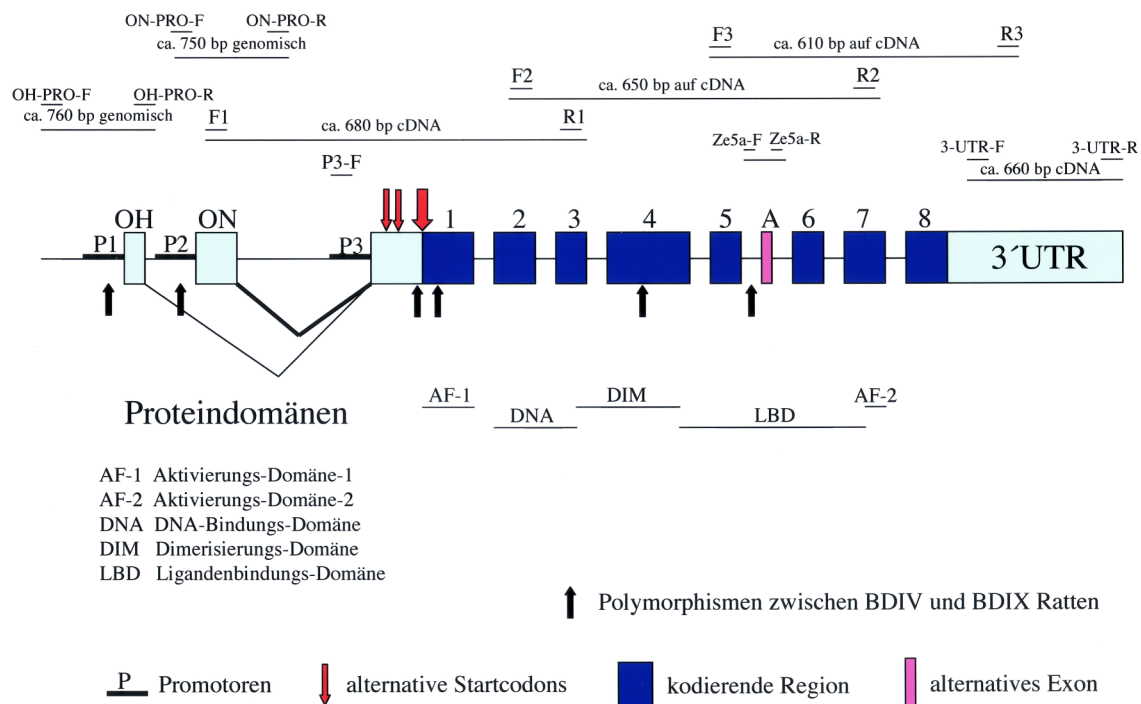 ON-PRO-F ON-PRO-R
ca. 750 bp genomisch
F3 R3
ca. 610 bp auf cDNA
F2 R2
ca. 650 bp auf cDNA
OH-PRO-F OH-PRO-R
ca. 760 bp genomisch
F1 R1
ca. 680 bp cDNA
Ze5a-F Ze5a-R
3-UTR-F 3-UTR-R
ca. 660 bp cDNA
P3-F
OH ON 1 2 3 4 5 A 6 7 8
P1 P2 P3
3´UTR
AF-1 DIM AF-2
DNA LBD
Proteindomänen
AF-1 Aktivierungs-Domäne-1
AF-2 Aktivierungs-Domäne-2
DNA DNA-Bindungs-Domäne
DIM Dimerisierungs-Domäne
LBD Ligandenbindungs-Domäne
Polymorphismen zwischen BDIV und BDIX Ratten
P Promotoren
alternative Startcodons
kodierende Region
alternatives Exon